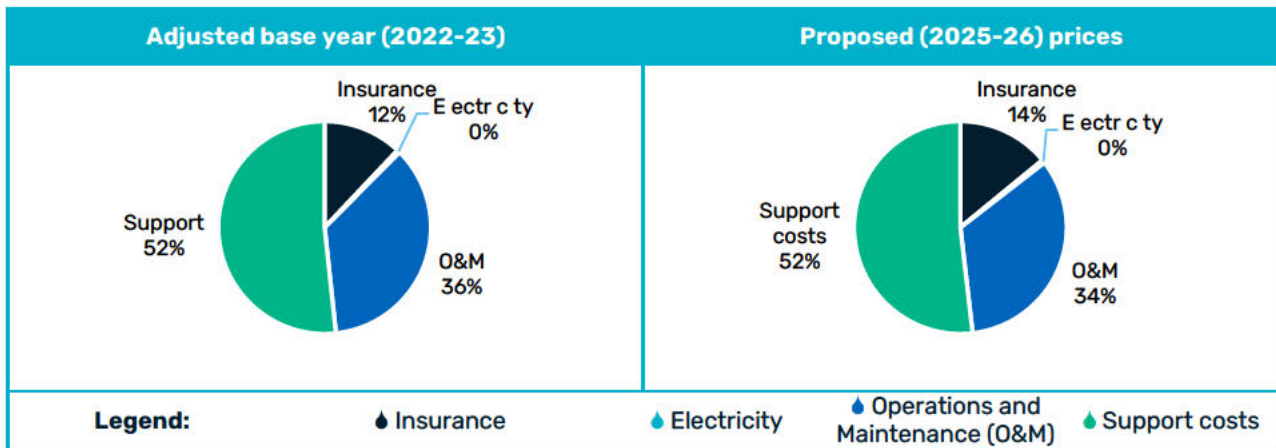 Adjusted base year (2022-23)
Proposed (2025-26) prices
Insurance
12%
E ectr c ty
0%
Support
52%
O&M
36%
Insurance
14%
E ectr c ty
0%
Support
costs
52%
O&M
34%
Legend:
Insurance
Electricity
Operations and
Maintenance (O&M)
Support costs